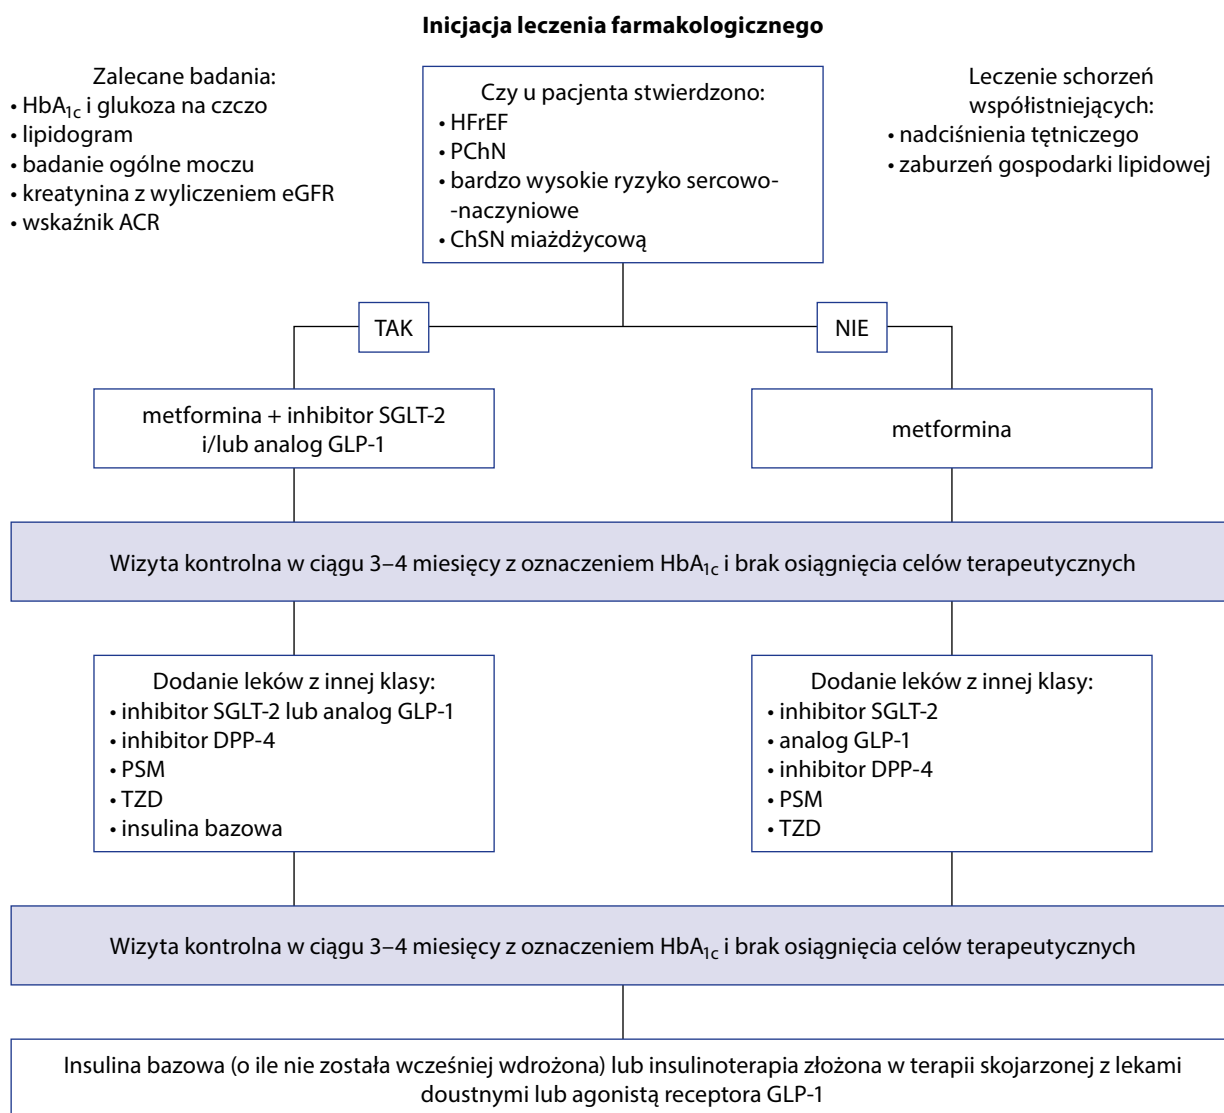 Inicjacja leczenia farmakologicznego
Zalecane badania:
• HbA1c i glukoza na czczo
• lipidogram
• badanie ogólne moczu
• kreatynina z wyliczeniem eGFR
• wskaźnik ACR
Czy u pacjenta stwierdzono:
• HFrEF
• PChN
• bardzo wysokie ryzyko sercowo-
-naczyniowe
• ChSN miażdżycową
Leczenie schorzeń
współistniejących:
• nadciśnienia tętniczego
• zaburzeń gospodarki lipidowej
TAK
NIE
metformina + inhibitor SGLT-2
i/lub analog GLP-1
metformina
Wizyta kontrolna w ciągu 3–4 miesięcy z oznaczeniem HbA1c i brak osiągnięcia celów terapeutycznych
Dodanie leków z innej klasy:
• inhibitor SGLT-2 lub analog GLP-1
• inhibitor DPP-4
• PSM
• TZD
• insulina bazowa
Dodanie leków z innej klasy:
• inhibitor SGLT-2
• analog GLP-1
• inhibitor DPP-4
• PSM
• TZD
Wizyta kontrolna w ciągu 3–4 miesięcy z oznaczeniem HbA1c i brak osiągnięcia celów terapeutycznych
Insulina bazowa (o ile nie została wcześniej wdrożona) lub insulinoterapia złożona w terapii skojarzonej z lekami
doustnymi lub agonistą receptora GLP-1